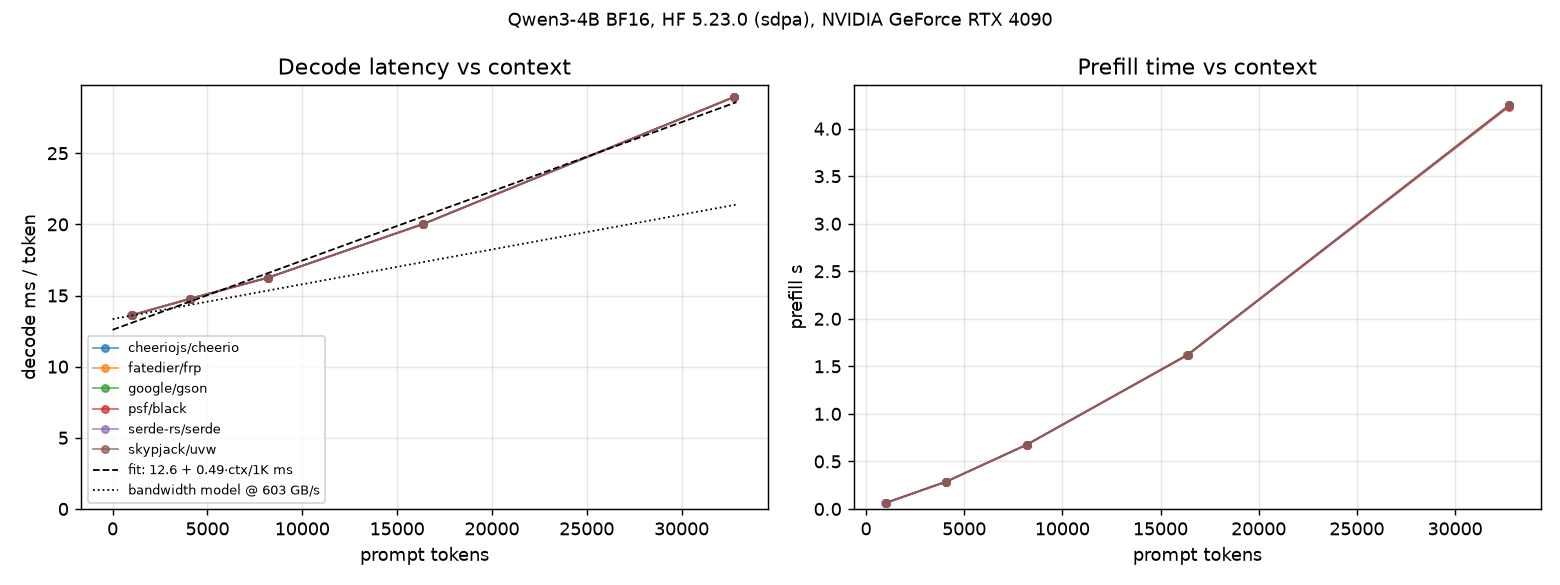 Qwen3-4B BF16, HF 5.23.0 (sdpa), NVIDIA GeForce RTX 4090
Decode latency vs context
decode ms / token
25
20
15
10
5
0
cheeriojs/cheerio
fatedier/frp
google/gson
psf/black
serde-rs/serde
skypjack/uvw
fit: 12.6 + 0.49·ctx/1K ms
bandwidth model @ 603 GB/s
0 5000 10000 15000 20000 25000 30000
prompt tokens
Prefill time vs context
prefill s
4.0
3.5
3.0
2.5
2.0
1.5
1.0
0.5
0.0
0 5000 10000 15000 20000 25000 30000
prompt tokens